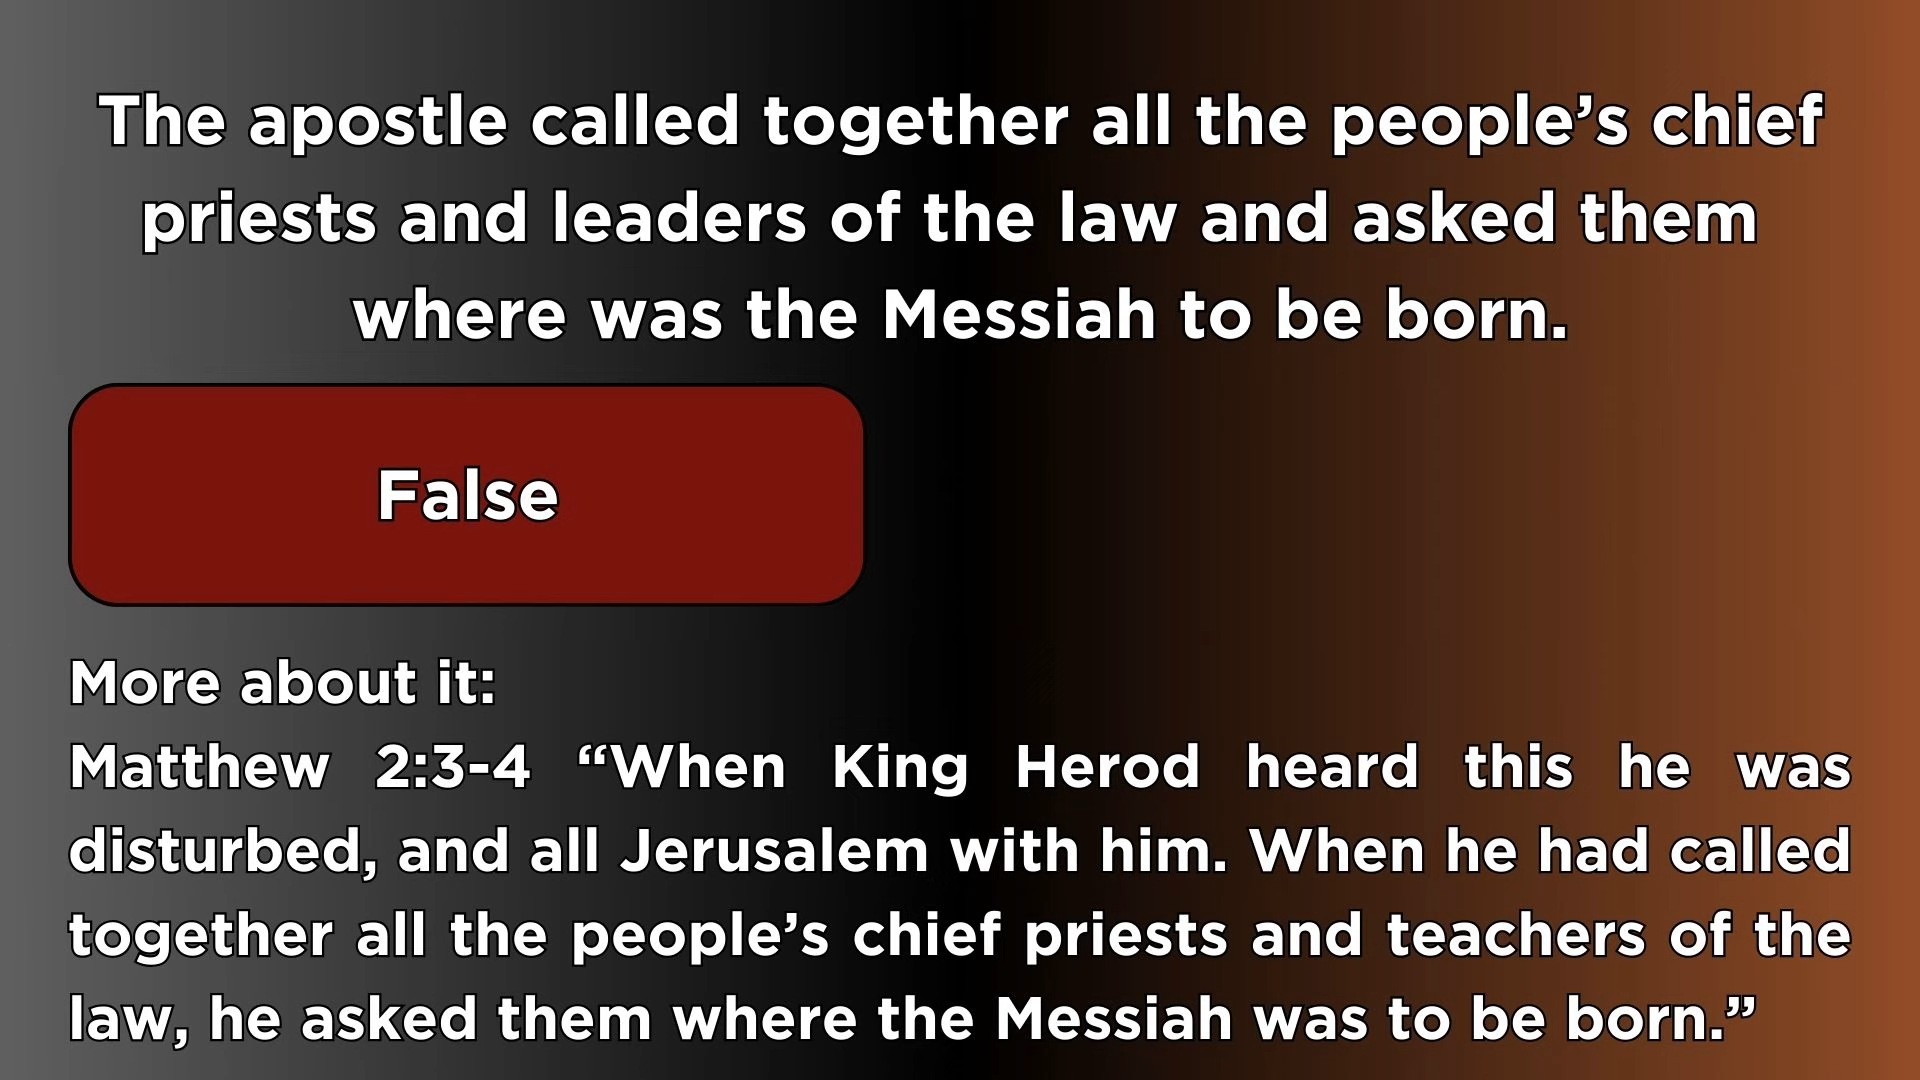 The apostle called together all the people’s chief
priests and leaders of the law and asked them
where was the Messiah to be born.
False
More about it:
Matthew 2:3-4 “When King Herod heard this he was
disturbed, and all Jerusalem with him. When he had called
together all the people’s chief priests and teachers of the
law, he asked them where the Messiah was to be born.”